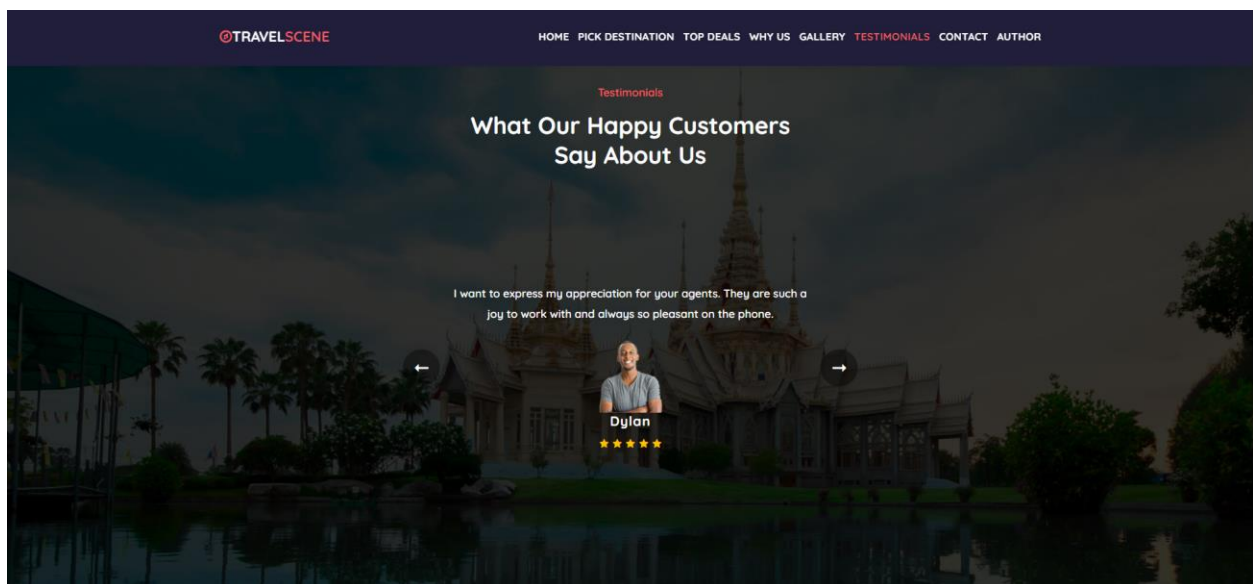 TRAVELSCENE
HOME PICK DESTINATION TOP DEALS WHY US GALLERY TESTIMONIALS CONTACT AUTHOR
Testimonials
What Our Happy Customers
Say About Us
I want to express my appreciation for your agents. They are such a
joy to work with and always so pleasant on the phone.
Dylan